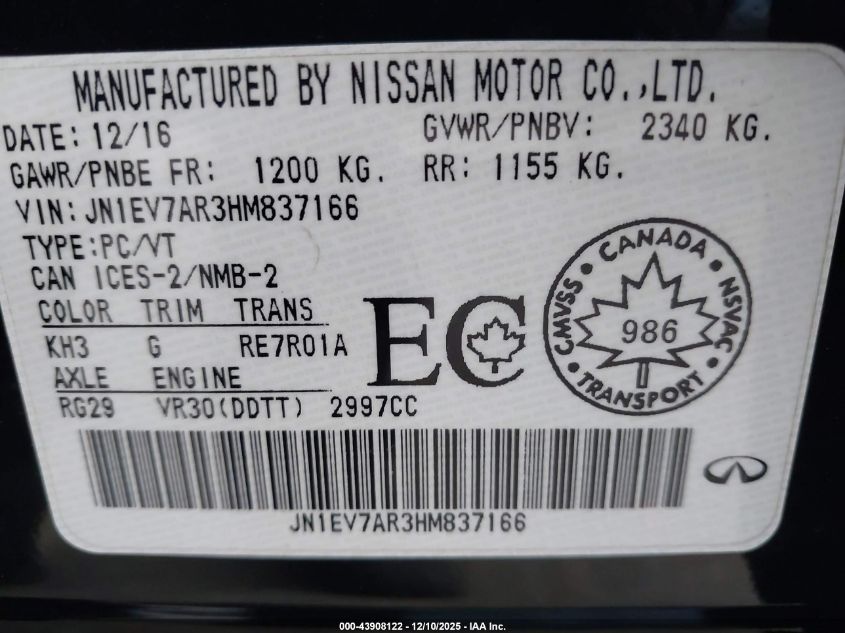 MANUFACTURED BY NISSAN MOTOR CO.,LTD.
DATE: 12/16 GVWR/PNBV: 2340 KG.
GAWR/PNBE FR: 1200 KG. RR: 1155 KG.
VIN: JN1EV7AR3HM837166
TYPE:PC/VT
CAN ICES-2/NMB-2
COLOR TRIM TRANS
KH3 G RE7R01A
AXLE ENGINE
RG29 VR30(DDTT) 2997CC
EC
CANADA
CMVSS
NSVAC
986
TRANSPORT
JN1EV7AR3HM837166
000-43908122 - 12/10/2025 - IAA Inc.